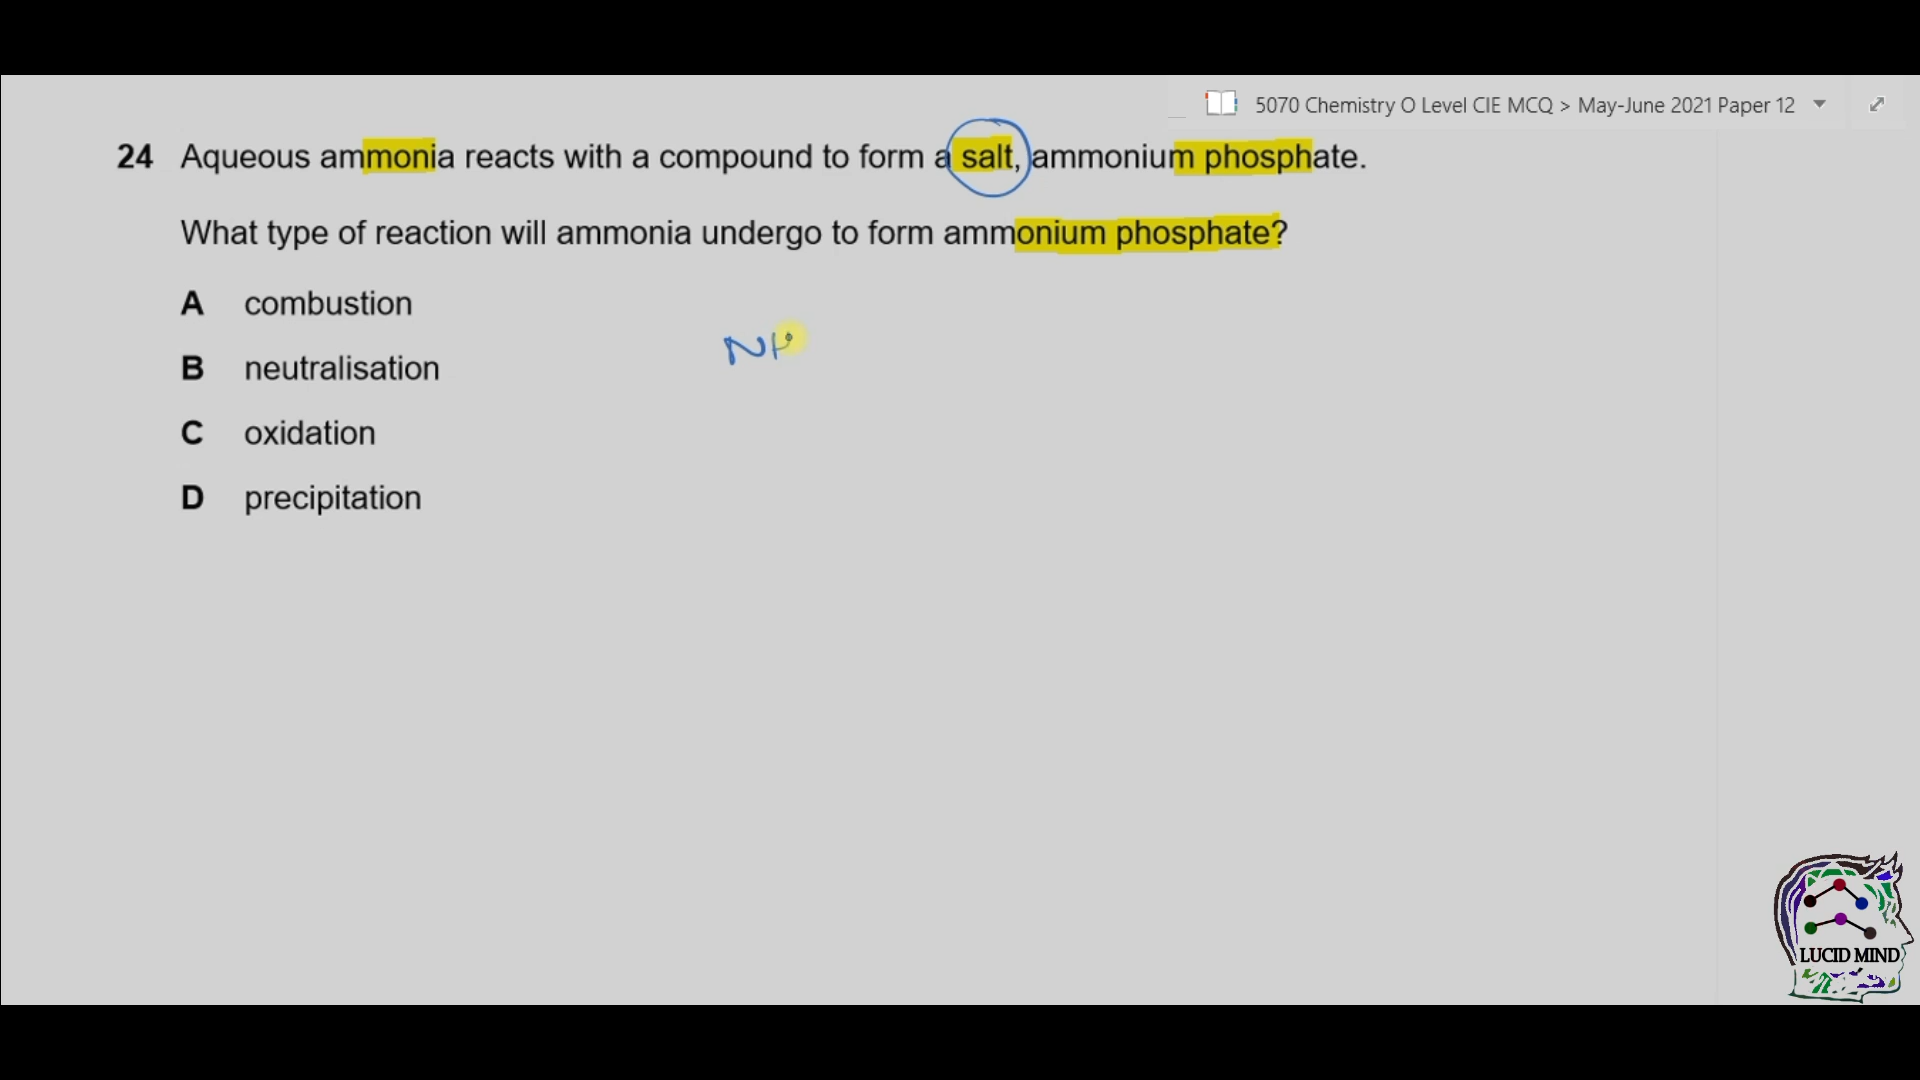 5070 Chemistry O Level CIE MCQ > May-June 2021 Paper 12
24 Aqueous ammonia reacts with a compound to form a salt, ammonium phosphate.
What type of reaction will ammonia undergo to form ammonium phosphate?
A combustion
NH
B neutralisation
C oxidation
D precipitation
LUCID MIND